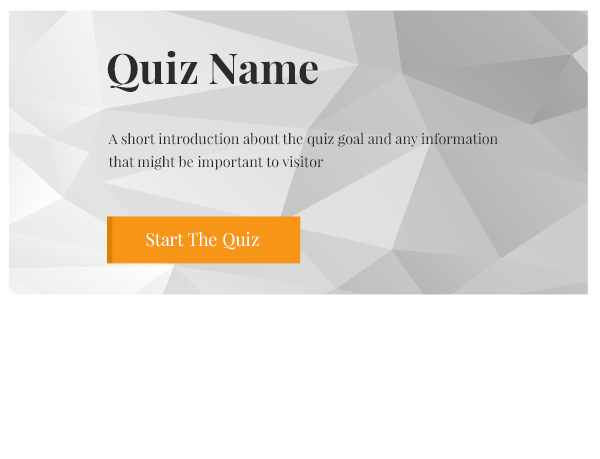 Quiz Name
A short introduction about the quiz goal and any information
that might be important to visitor
Start The Quiz